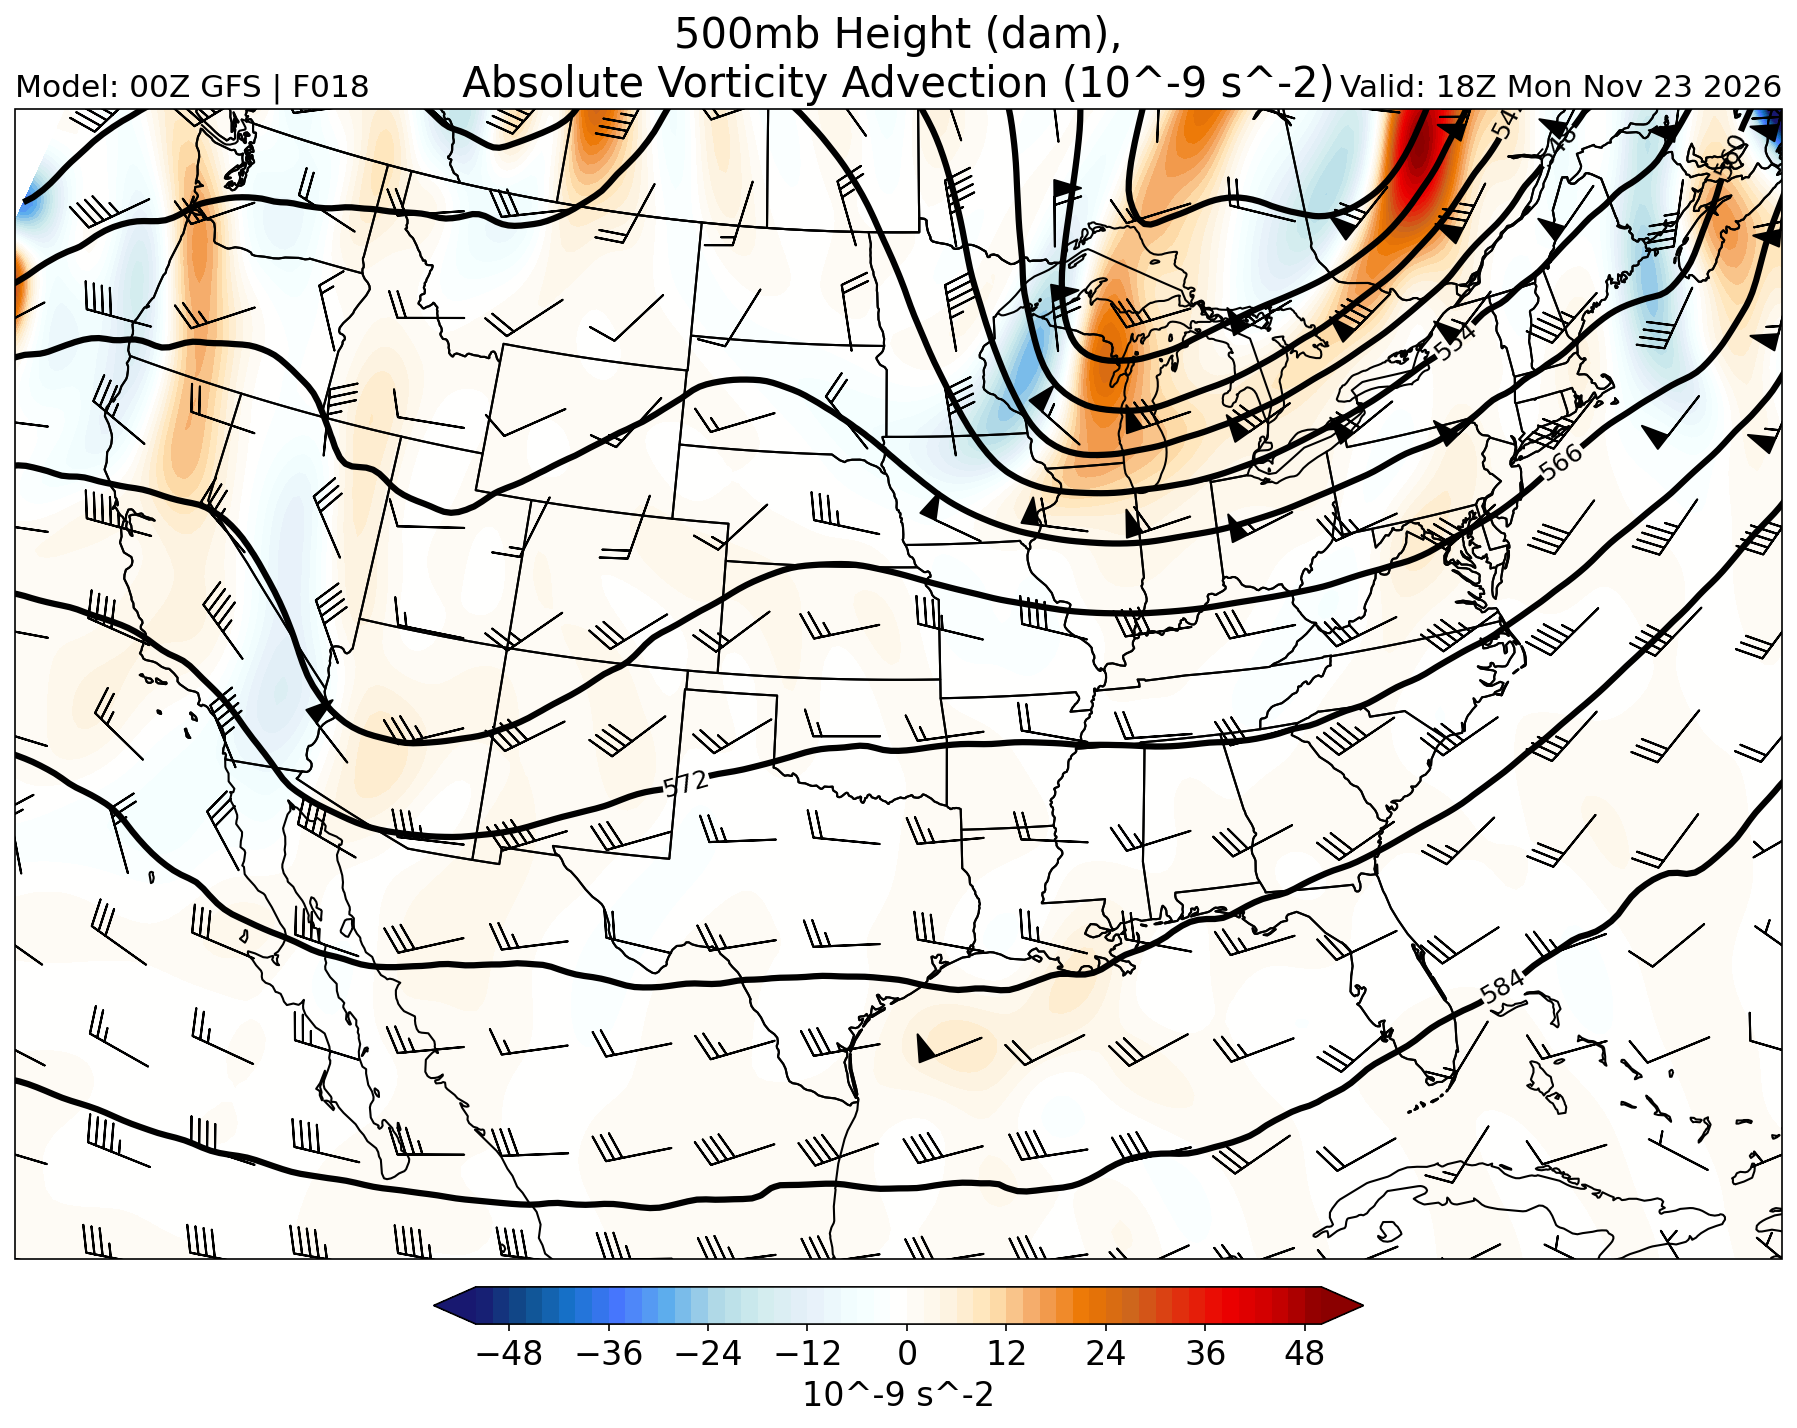 500mb Height (dam),
Model: 00Z GFS | F018
Absolute Vorticity Advection (10^-9 s^-2)
Valid: 18Z Mon Nov 23 2026
554
566
572
584
−48 −36 −24 −12 0 12 24 36 48
10^-9 s^-2